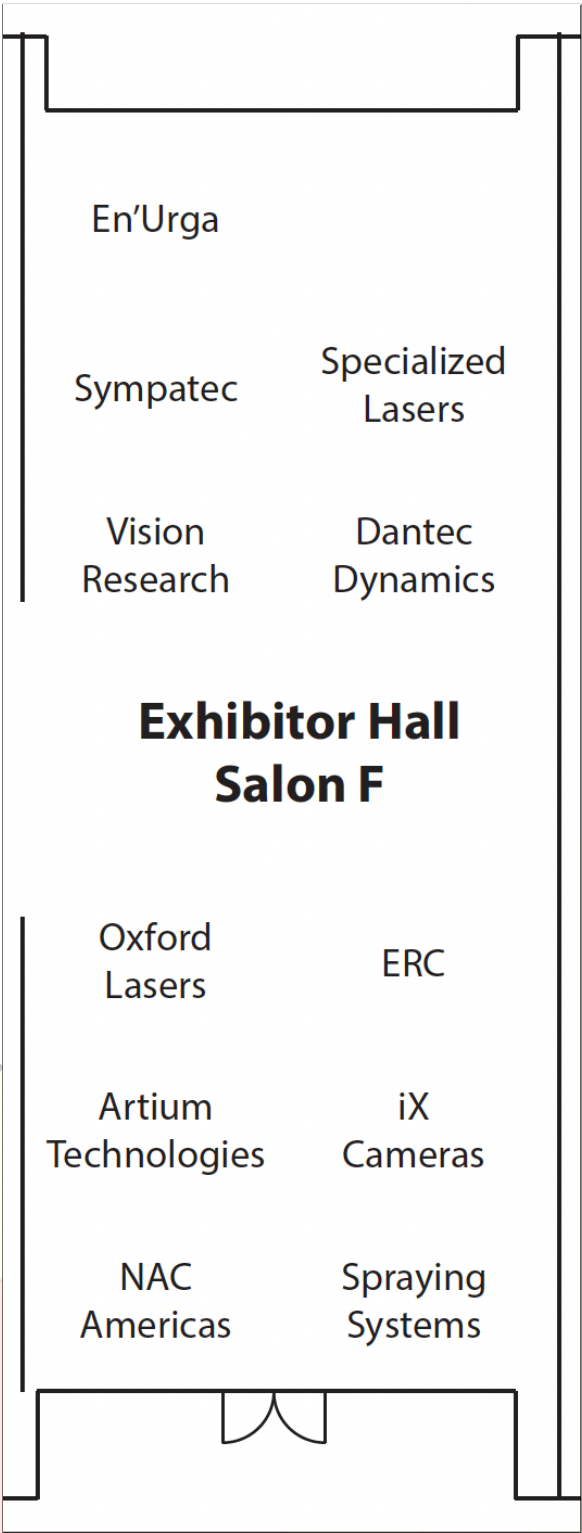 En’Urga
Sympatec
Specialized
Lasers
Vision
Research
Dantec
Dynamics
Exhibitor Hall
Salon F
Oxford
Lasers
ERC
Artium
Technologies
iX
Cameras
NAC
Americas
Spraying
Systems